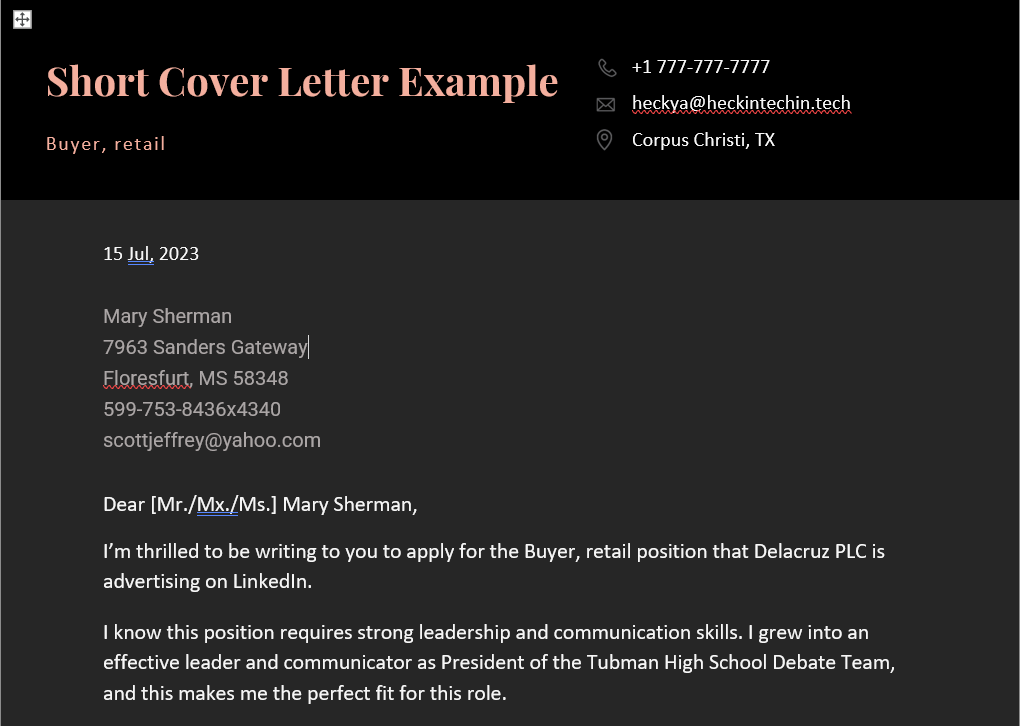 Short Cover Letter Example
Buyer, retail
+1 777-777-7777
heckya@heckintechin.tech
Corpus Christi, TX
15 Jul, 2023
Mary Sherman
7963 Sanders Gateway
Floresfurt, MS 58348
599-753-8436x4340
scottjeffrey@yahoo.com
Dear [Mr./Mx./Ms.] Mary Sherman,
I’m thrilled to be writing to you to apply for the Buyer, retail position that Delacruz PLC is
advertising on LinkedIn.
I know this position requires strong leadership and communication skills. I grew into an
effective leader and communicator as President of the Tubman High School Debate Team,
and this makes me the perfect fit for this role.